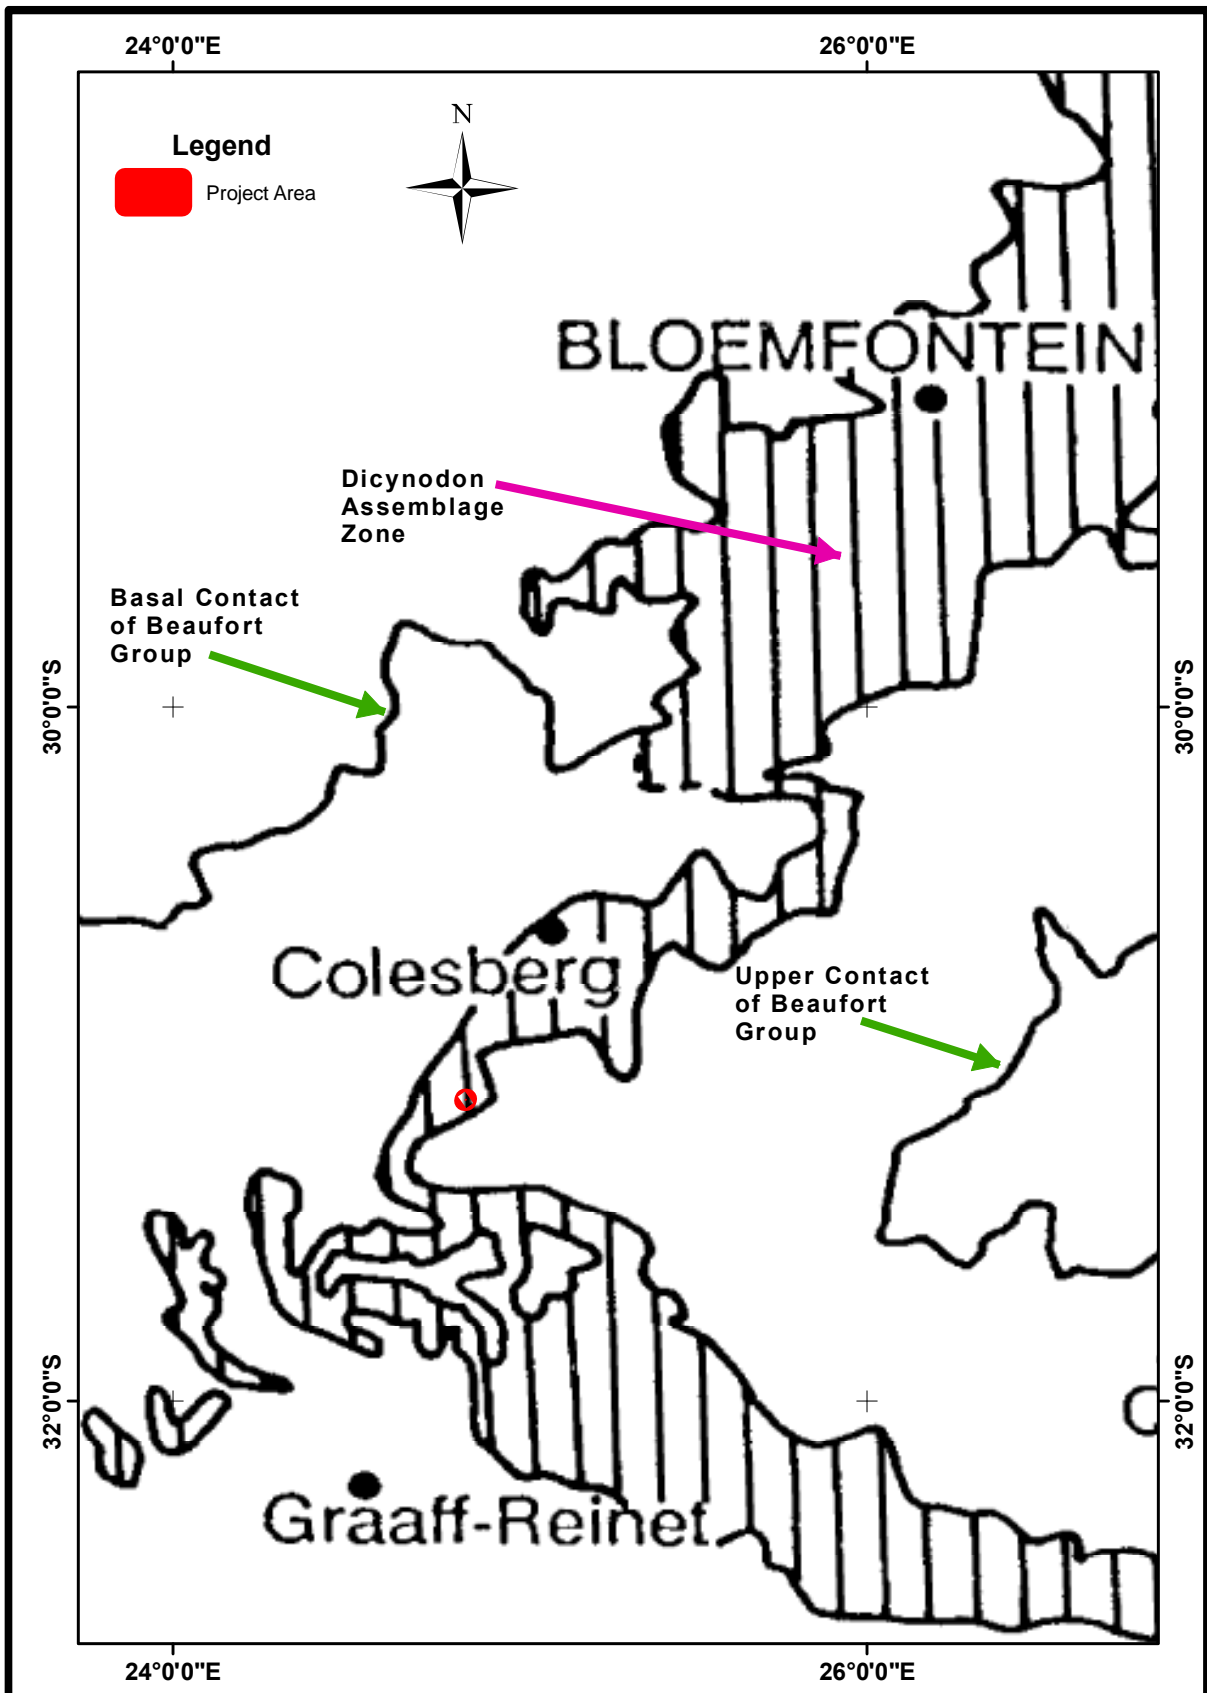 24°0'0"E
26°0'0"E
N
Legend
Project Area
BLOEMFONTEIN
Dicynodon
Assemblage
Zone
Basal Contact
of Beaufort
Group
30°0'0"S
30°0'0"S
Colesberg
Upper Contact
of Beaufort
Group
32°0'0"S
32°0'0"S
Graaff-Reinet
24°0'0"E
26°0'0"E